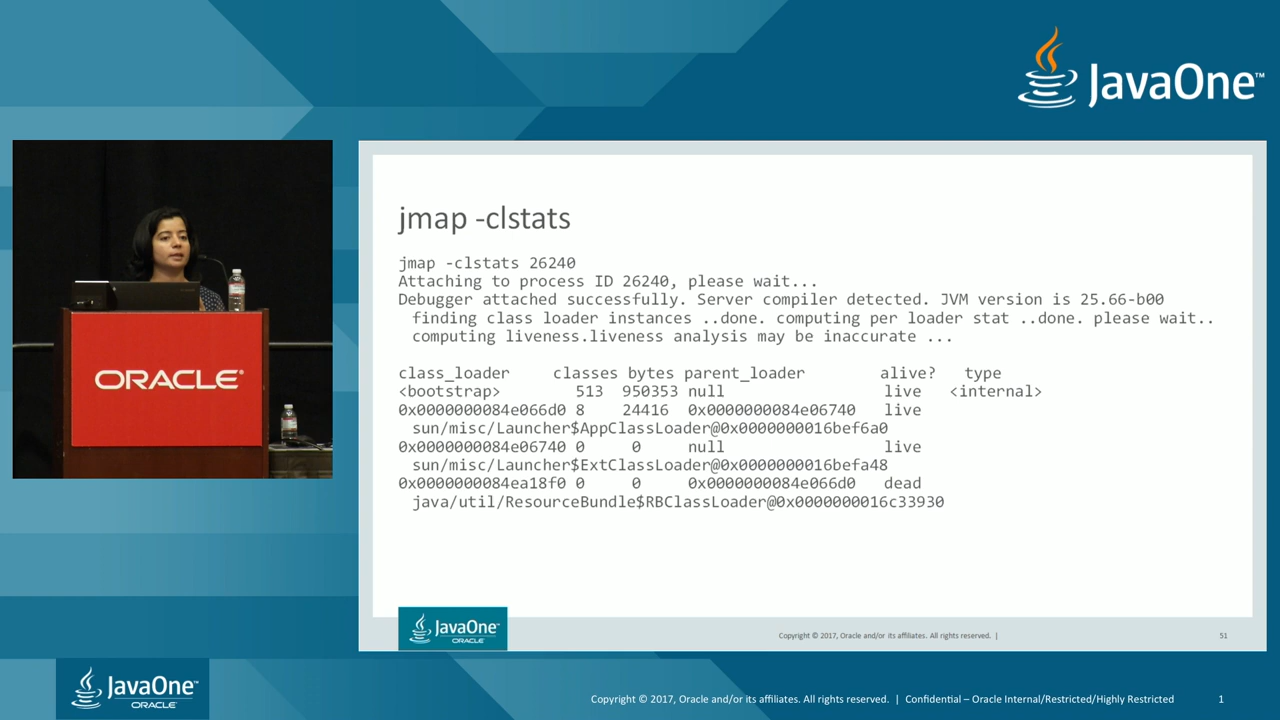 JavaOne™
ORACLE®
jmap -clstats
jmap -clstats 26240
Attaching to process ID 26240, please wait...
Debugger attached successfully. Server compiler detected. JVM version is 25.66-b00
finding class loader instances ..done. computing per loader stat ..done. please wait..
computing liveness.liveness analysis may be inaccurate ...
class_loader classes bytes parent_loader alive? type
<bootstrap> 513 950353 null live <internal>
0x0000000084e066d0 8 24416 0x0000000084e06740 live
sun/misc/Launcher$AppClassLoader@0x0000000016bef6a0
0x0000000084e06740 0 0 null live
sun/misc/Launcher$ExtClassLoader@0x0000000016befa48
0x0000000084ea18f0 0 0 0x0000000084e066d0 dead
java/util/ResourceBundle$RBClassLoader@0x0000000016c33930
JavaOne™
ORACLE®
Copyright © 2017, Oracle and/or its affiliates. All rights reserved. |
51
JavaOne™
ORACLE®
Copyright © 2017, Oracle and/or its affiliates. All rights reserved. | Confidential – Oracle Internal/Restricted/Highly Restricted
1